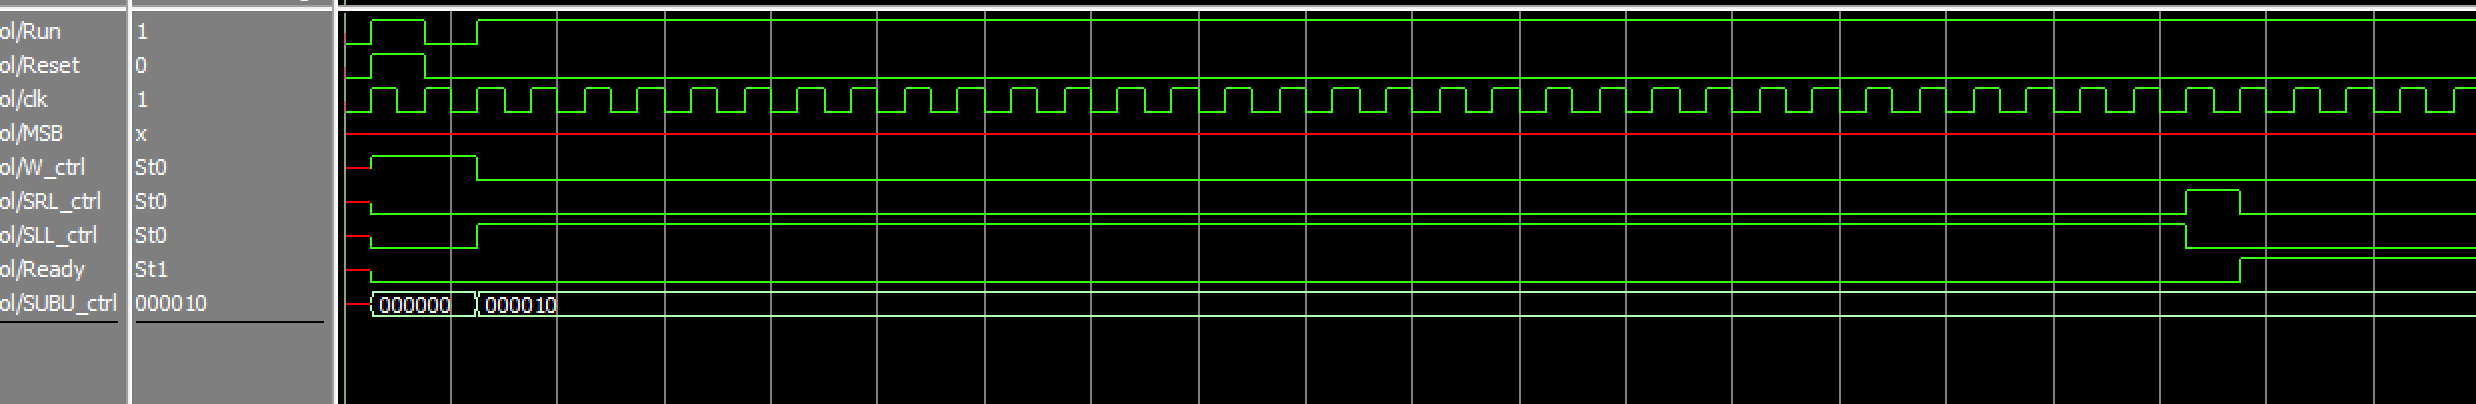 ol/Run 1
ol/Reset 0
ol/clk 1
ol/MSB x
ol/W_ctrl St0
ol/SRL_ctrl St0
ol/SLL_ctrl St0
ol/Ready St1
ol/SUBU_ctrl 000010 000000 000010